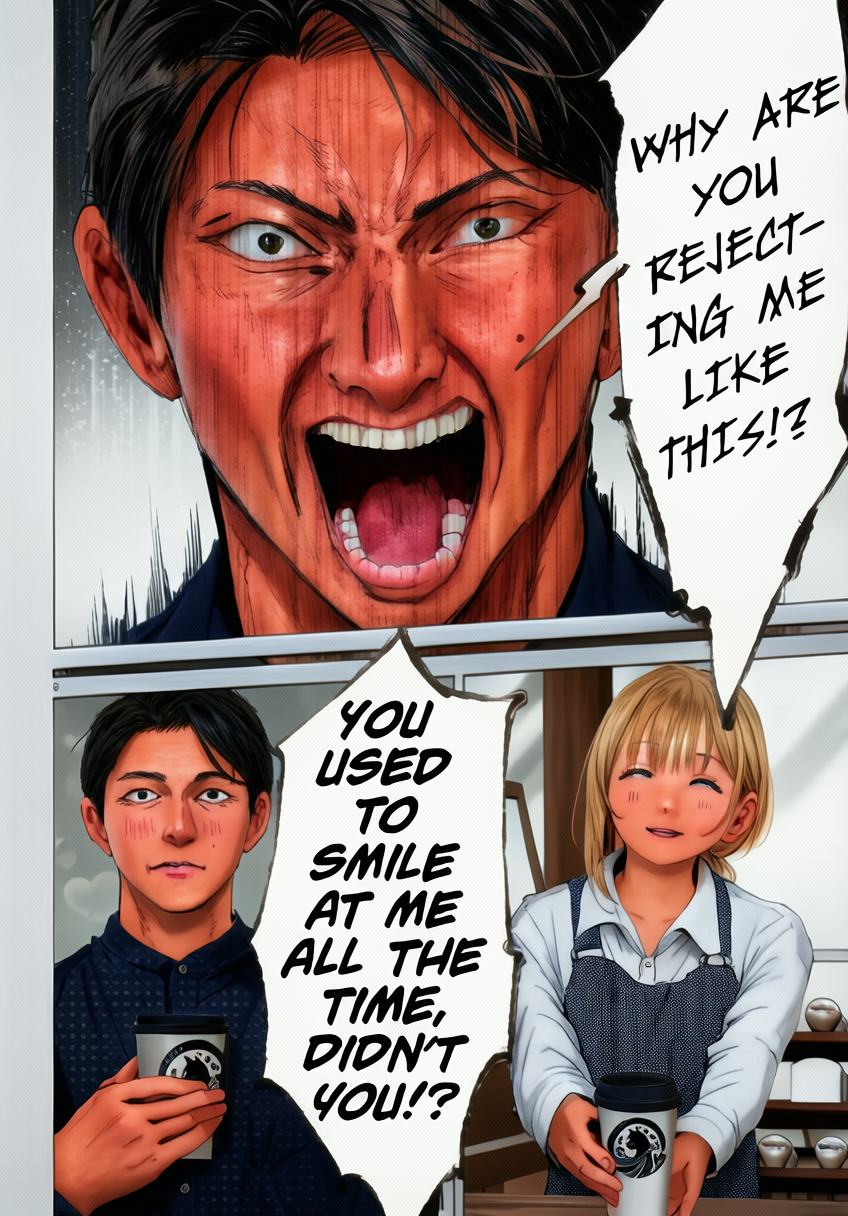 WHY ARE
YOU
REJECT-
ING ME
LIKE
THIS!?
YOU
USED
TO
SMILE
AT ME
ALL THE
TIME,
DIDN'T
YOU!?